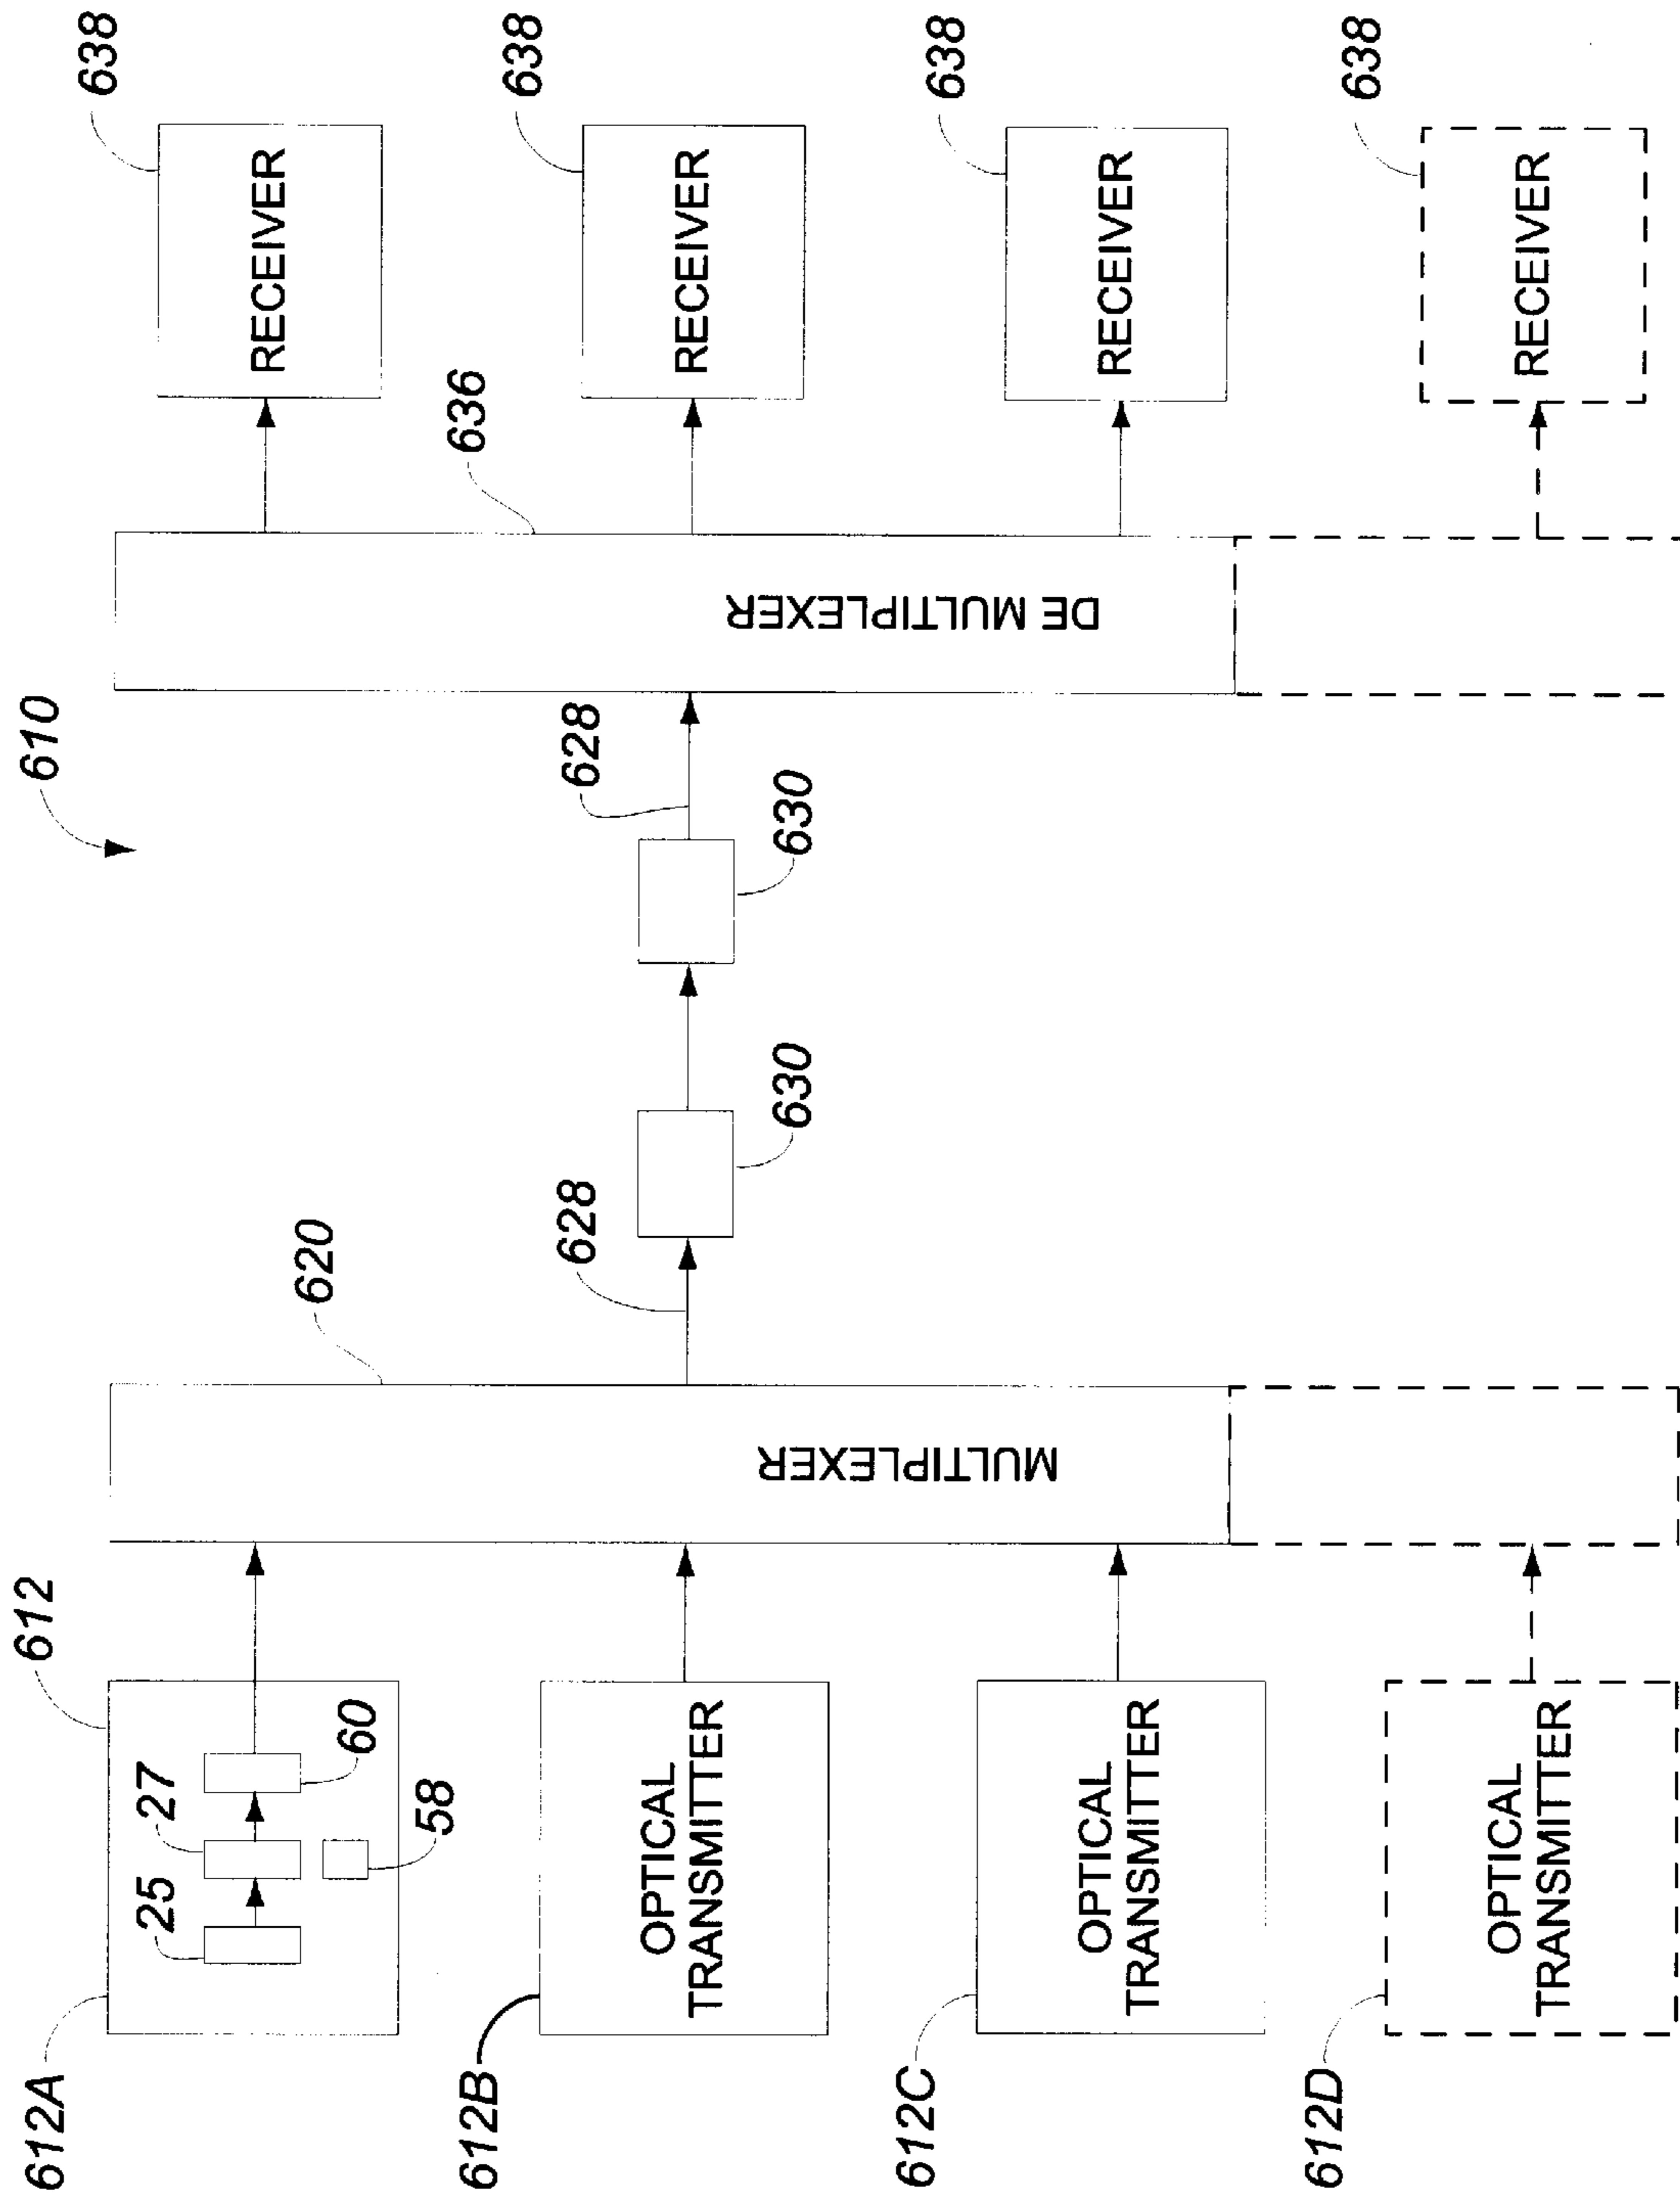 610
612A
612
25
27
60
58
612B
OPTICAL
TRANSMITTER
612C
OPTICAL
TRANSMITTER
612D
OPTICAL
TRANSMITTER
620
MULTIPLEXER
628
630
630
628
636
DE MULTIPLEXER
638
RECEIVER
638
RECEIVER
638
RECEIVER
638
RECEIVER